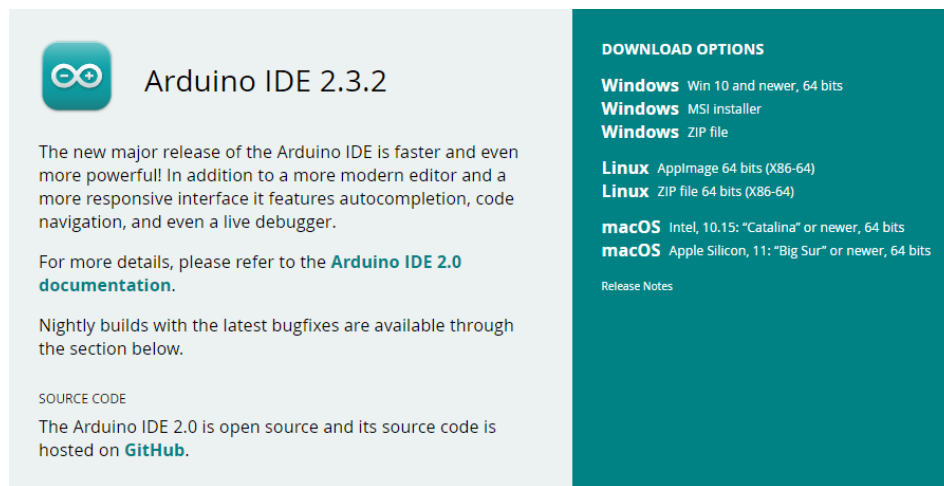 Arduino IDE 2.3.2
The new major release of the Arduino IDE is faster and even
more powerful! In addition to a more modern editor and a
more responsive interface it features autocompletion, code
navigation, and even a live debugger.
For more details, please refer to the Arduino IDE 2.0
documentation.
Nightly builds with the latest bugfixes are available through
the section below.
SOURCE CODE
The Arduino IDE 2.0 is open source and its source code is
hosted on GitHub.
DOWNLOAD OPTIONS
Windows Win 10 and newer, 64 bits
Windows MSI installer
Windows ZIP file
Linux AppImage 64 bits (X86-64)
Linux ZIP file 64 bits (X86-64)
macOS Intel, 10.15: “Catalina” or newer, 64 bits
macOS Apple Silicon, 11: “Big Sur” or newer, 64 bits
Release Notes